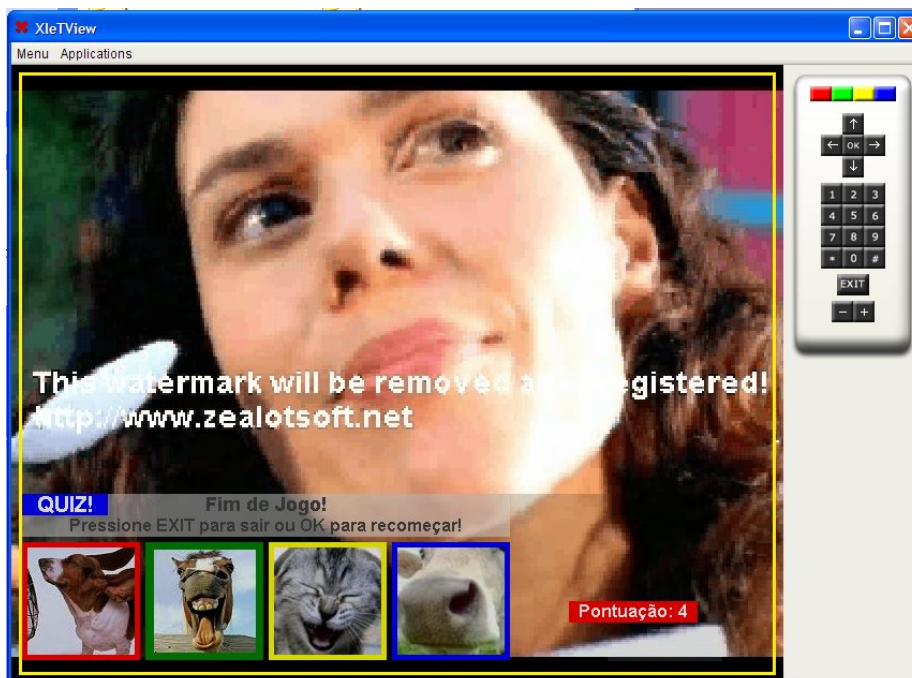 XleTView
Menu Applications
↑
← OK →
↓
1 2 3
4 5 6
7 8 9
* 0 #
EXIT
- +
This watermark will be removed egistered!
http://www.zealotsoft.net
QUIZ! Fim de Jogo!
Pressione EXIT para sair ou OK para recomeçar!
Pontuação: 4